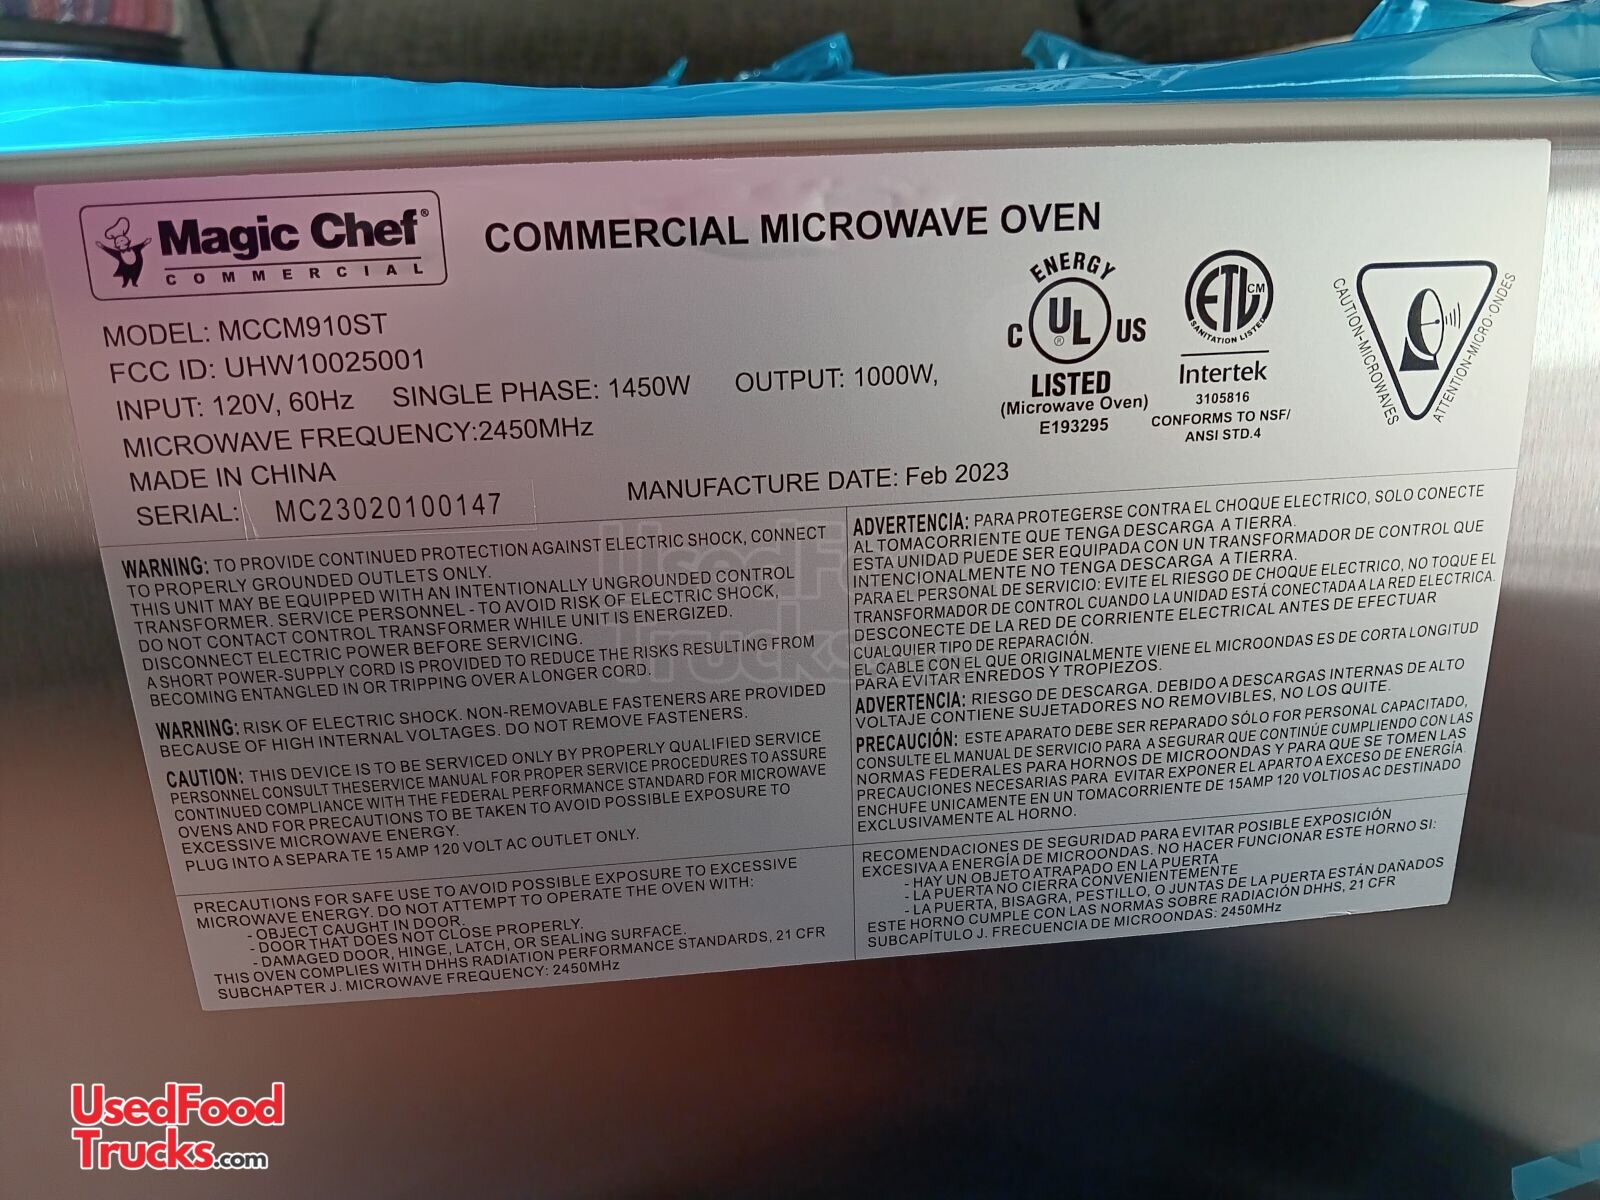 Magic Chef®
COMMERCIAL
COMMERCIAL MICROWAVE OVEN
MODEL: MCCM910ST
FCC ID: UHW10025001
INPUT: 120V, 60Hz SINGLE PHASE: 1450W OUTPUT: 1000W,
MICROWAVE FREQUENCY:2450MHz
MADE IN CHINA
SERIAL: MC23020100147
MANUFACTURE DATE: Feb 2023
ENERGY
C UL® US
LISTED
(Microwave Oven)
E193295
ETL CM
SANITATION LISTED
Intertek
3105816
CONFORMS TO NSF/
ANSI STD.4
CAUTION-MICROWAVES
ATTENTION-MICRO-ONDES
WARNING: TO PROVIDE CONTINUED PROTECTION AGAINST ELECTRIC SHOCK, CONNECT
TO PROPERLY GROUNDED OUTLETS ONLY.
THIS UNIT MAY BE EQUIPPED WITH AN INTENTIONALLY UNGROUNDED CONTROL
TRANSFORMER. SERVICE PERSONNEL - TO AVOID RISK OF ELECTRIC SHOCK,
DO NOT CONTACT CONTROL TRANSFORMER WHILE UNIT IS ENERGIZED.
DISCONNECT ELECTRIC POWER BEFORE SERVICING.
A SHORT POWER-SUPPLY CORD IS PROVIDED TO REDUCE THE RISKS RESULTING FROM
BECOMING ENTANGLED IN OR TRIPPING OVER A LONGER CORD.
WARNING: RISK OF ELECTRIC SHOCK. NON-REMOVABLE FASTENERS ARE PROVIDED
BECAUSE OF HIGH INTERNAL VOLTAGES. DO NOT REMOVE FASTENERS.
CAUTION: THIS DEVICE IS TO BE SERVICED ONLY BY PROPERLY QUALIFIED SERVICE
PERSONNEL CONSULT THESERVICE MANUAL FOR PROPER SERVICE PROCEDURES TO ASSURE
CONTINUED COMPLIANCE WITH THE FEDERAL PERFORMANCE STANDARD FOR MICROWAVE
OVENS AND FOR PRECAUTIONS TO BE TAKEN TO AVOID POSSIBLE EXPOSURE TO
EXCESSIVE MICROWAVE ENERGY.
PLUG INTO A SEPARA TE 15 AMP 120 VOLT AC OUTLET ONLY.
PRECAUTIONS FOR SAFE USE TO AVOID POSSIBLE EXPOSURE TO EXCESSIVE
MICROWAVE ENERGY. DO NOT ATTEMPT TO OPERATE THE OVEN WITH:
- OBJECT CAUGHT IN DOOR.
- DOOR THAT DOES NOT CLOSE PROPERLY.
- DAMAGED DOOR, HINGE, LATCH, OR SEALING SURFACE.
THIS OVEN COMPLIES WITH DHHS RADIATION PERFORMANCE STANDARDS, 21 CFR
SUBCHAPTER J. MICROWAVE FREQUENCY: 2450MHz
ADVERTENCIA: PARA PROTEGERSE CONTRA EL CHOQUE ELECTRICO, SOLO CONECTE
AL TOMACORRIENTE QUE TENGA DESCARGA A TIERRA.
ESTA UNIDAD PUEDE SER EQUIPADA CON UN TRANSFORMADOR DE CONTROL QUE
INTENCIONALMENTE NO TENGA DESCARGA A TIERRA.
PARA EL PERSONAL DE SERVICIO: EVITE EL RIESGO DE CHOQUE ELECTRICO, NO TOQUE EL
TRANSFORMADOR DE CONTROL CUANDO LA UNIDAD ESTÁ CONECTADA A LA RED ELECTRICA.
DESCONECTE DE LA RED DE CORRIENTE ELECTRICAL ANTES DE EFECTUAR
CUALQUIER TIPO DE REPARACIÓN.
EL CABLE CON EL QUE ORIGINALMENTE VIENE EL MICROONDAS ES DE CORTA LONGITUD
PARA EVITAR ENREDOS Y TROPIEZOS.
ADVERTENCIA: RIESGO DE DESCARGA. DEBIDO A DESCARGAS INTERNAS DE ALTO
VOLTAJE CONTIENE SUJETADORES NO REMOVIBLES, NO LOS QUITE.
PRECAUCIÓN: ESTE APARATO DEBE SER REPARADO SÓLO FOR PERSONAL CAPACITADO,
CONSULTE EL MANUAL DE SERVICIO PARA A SEGURAR QUE CONTINÚE CUMPLIENDO CON LAS
NORMAS FEDERALES PARA HORNOS DE MICROONDAS Y PARA QUE SE TOMEN LAS
PRECAUCIONES NECESARIAS PARA EVITAR EXPONER EL APARTO A EXCESO DE ENERGÍA.
ENCHUFE UNICAMENTE EN UN TOMACORRIENTE DE 15AMP 120 VOLTIOS AC DESTINADO
EXCLUSIVAMENTE AL HORNO.
RECOMENDACIONES DE SEGURIDAD PARA EVITAR POSIBLE EXPOSICIÓN
EXCESIVA A ENERGÍA DE MICROONDAS. NO HACER FUNCIONAR ESTE HORNO SI:
- HAY UN OBJETO ATRAPADO EN LA PUERTA
- LA PUERTA NO CIERRA CONVENIENTEMENTE
- LA PUERTA, BISAGRA, PESTILLO, O JUNTAS DE LA PUERTA ESTÁN DAÑADOS
ESTE HORNO CUMPLE CON LAS NORMAS SOBRE RADIACIÓN DHHS, 21 CFR
SUBCAPÍTULO J. FRECUENCIA DE MICROONDAS: 2450MHz
UsedFood
Trucks.com